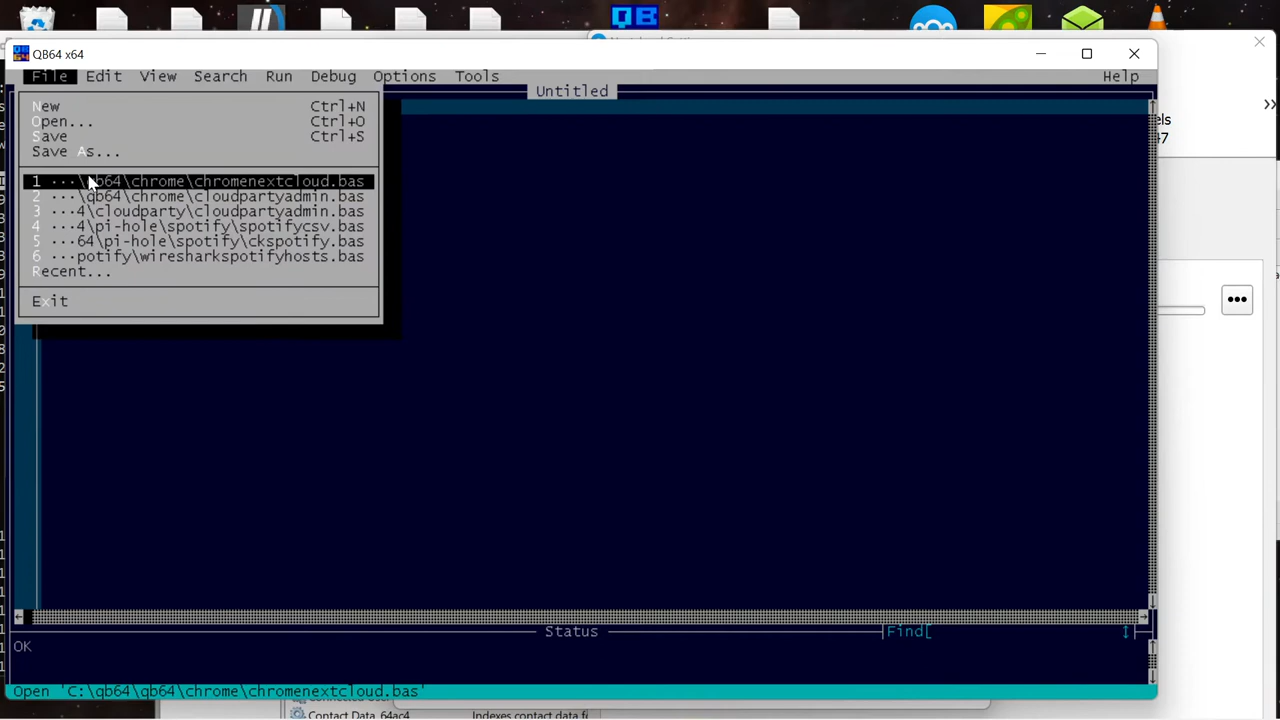 QB
QB64 x64
File Edit View Search Run Debug Options Tools Help
Untitled
New Ctrl+N
Open... Ctrl+O
Save Ctrl+S
Save As...
1 ···\qb64\chrome\chromenextcloud.bas
2 ···\qb64\chrome\cloudpartyadmin.bas
3 ···4\cloudparty\cloudpartyadmin.bas
4 ···4\pi-hole\spotify\spotifycsv.bas
5 ···64\pi-hole\spotify\ckspotify.bas
6 ···potify\wiresharkspotifyhosts.bas
Recent...
Exit
Status
Find[
OK
Open 'C:\qb64\qb64\chrome\chromenextcloud.bas'
Contact Data_64ac4 Indexes contact data fi